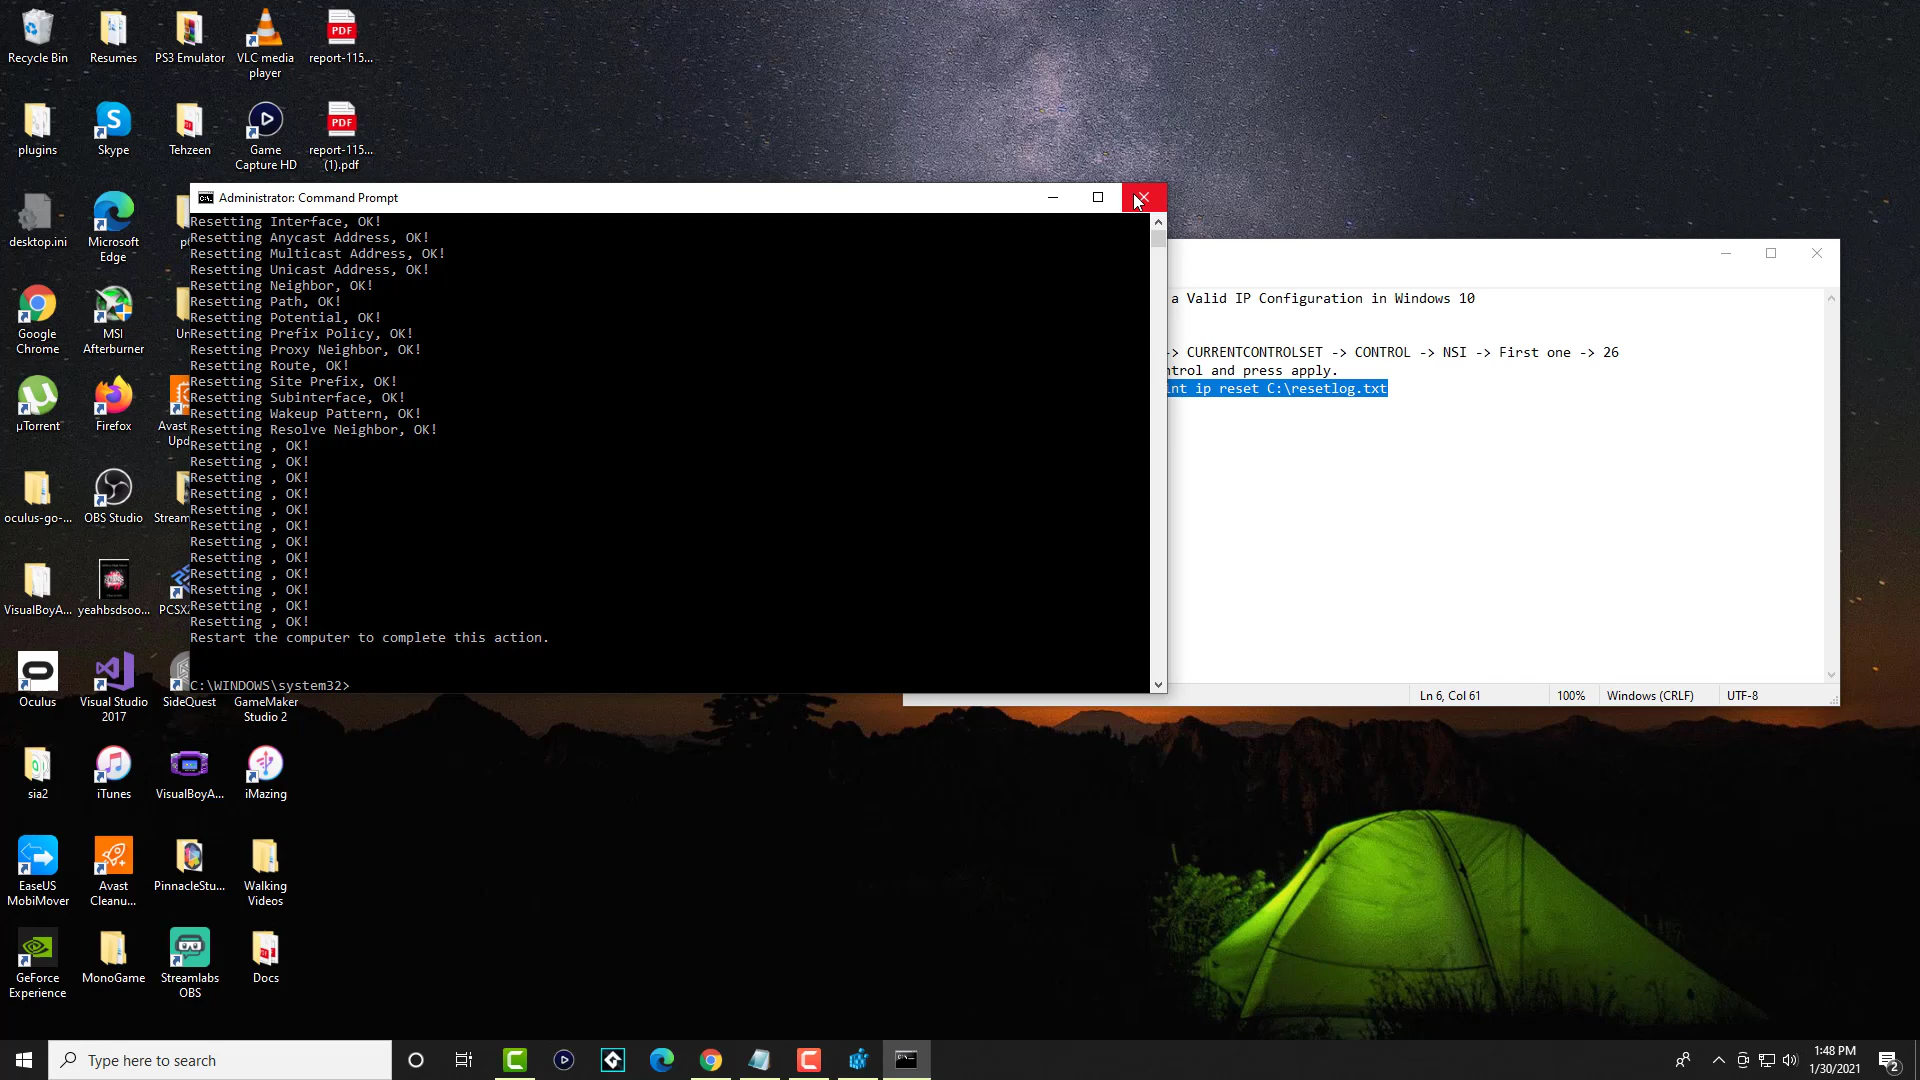 Recycle Bin
Resumes
PS3 Emulator
VLC media
player
PDF
report-115...
plugins
Skype
Tehzeen
Game
Capture HD
PDF
report-115...
(1).pdf
desktop.ini
Microsoft
Edge
Google
Chrome
MSI
Afterburner
Un
µTorrent
Firefox
Avast
Upd
oculus-go-...
OBS Studio
Stream
VisualBoyA...
yeahbsdsoo...
PCSX2
Oculus
Visual Studio
2017
SideQuest
GameMaker
Studio 2
sia2
iTunes
VisualBoyA...
iMazing
EaseUS
MobiMover
Avast
Cleanu...
PinnacleStu...
Walking
Videos
GeForce
Experience
MonoGame
Streamlabs
OBS
Docs
Administrator: Command Prompt
Resetting Interface, OK!
Resetting Anycast Address, OK!
Resetting Multicast Address, OK!
Resetting Unicast Address, OK!
Resetting Neighbor, OK!
Resetting Path, OK!
Resetting Potential, OK!
Resetting Prefix Policy, OK!
Resetting Proxy Neighbor, OK!
Resetting Route, OK!
Resetting Site Prefix, OK!
Resetting Subinterface, OK!
Resetting Wakeup Pattern, OK!
Resetting Resolve Neighbor, OK!
Resetting , OK!
Resetting , OK!
Resetting , OK!
Resetting , OK!
Resetting , OK!
Resetting , OK!
Resetting , OK!
Resetting , OK!
Resetting , OK!
Resetting , OK!
Resetting , OK!
Resetting , OK!
Restart the computer to complete this action.
C:\WINDOWS\system32>
a Valid IP Configuration in Windows 10
-> CURRENTCONTROLSET -> CONTROL -> NSI -> First one -> 26
ntrol and press apply.
int ip reset C:\resetlog.txt
Ln 6, Col 61
100%
Windows (CRLF)
UTF-8
Type here to search
1:48 PM
1/30/2021
2